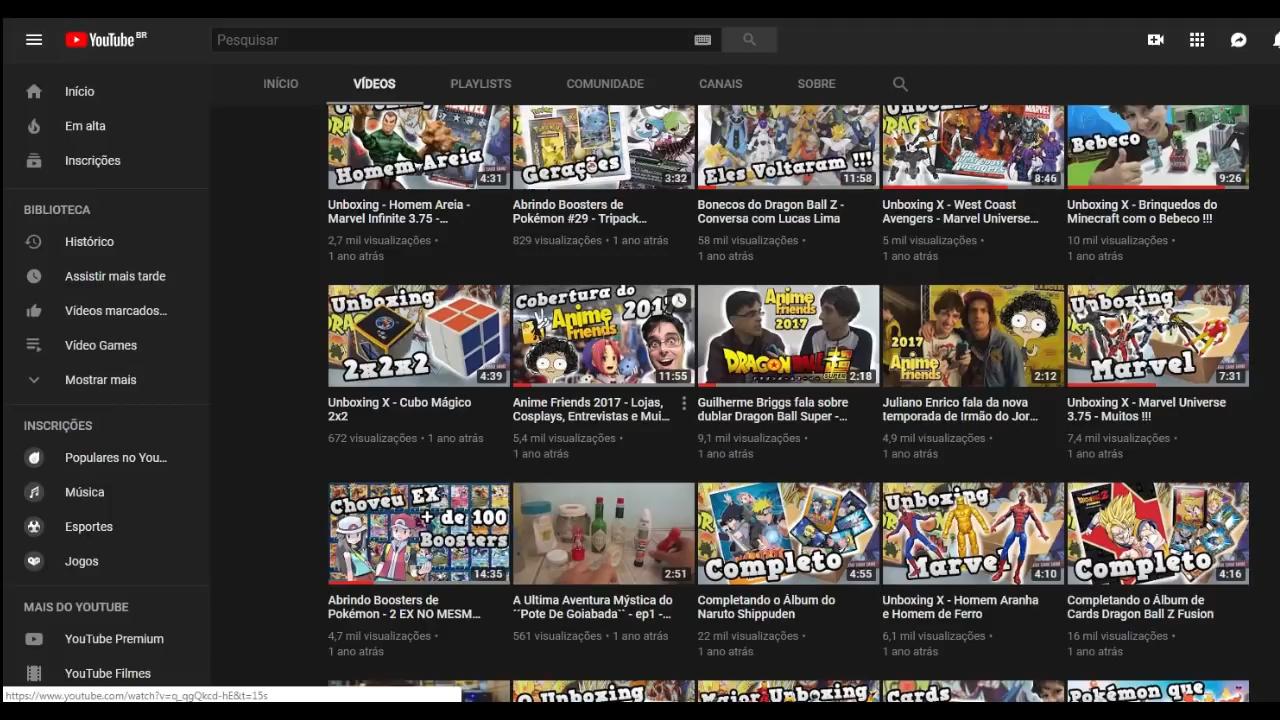 YouTube BR
Pesquisar
INÍCIO VÍDEOS PLAYLISTS COMUNIDADE CANAIS SOBRE
Início
Em alta
Inscrições
BIBLIOTECA
Histórico
Assistir mais tarde
Vídeos marcados...
Vídeo Games
Mostrar mais
INSCRIÇÕES
Populares no You...
Música
Esportes
Jogos
MAIS DO YOUTUBE
YouTube Premium
YouTube Filmes
https://www.youtube.com/watch?v=q_qgQkcd-hE&t=15s
Homem Areia
4:31
Unboxing - Homem Areia -
Marvel Infinite 3.75 -...
2,7 mil visualizações •
1 ano atrás
Gerações
3:32
Abrindo Boosters de
Pokémon #29 - Tripack...
829 visualizações • 1 ano atrás
Eles Voltaram !!!
11:58
Bonecos do Dragon Ball Z -
Conversa com Lucas Lima
58 mil visualizações •
1 ano atrás
Unboxing
MARVEL
8:46
Unboxing X - West Coast
Avengers - Marvel Universe...
5 mil visualizações •
1 ano atrás
Bebeco
9:26
Unboxing X - Brinquedos do
Minecraft com o Bebeco !!!
10 mil visualizações •
1 ano atrás
Unboxing
2x2x2
4:39
Unboxing X - Cubo Mágico
2x2
672 visualizações • 1 ano atrás
Cobertura do
Anime
Friends
11:55
Anime Friends 2017 - Lojas,
Cosplays, Entrevistas e Mui...
5,4 mil visualizações •
1 ano atrás
Anime
Friends
2017
DRAGON BALL
SUPER
2:18
Guilherme Briggs fala sobre
dublar Dragon Ball Super -...
9,1 mil visualizações •
1 ano atrás
2017
Anime
Friends
2:12
Juliano Enrico fala da nova
temporada de Irmão do Jor...
4,9 mil visualizações •
1 ano atrás
Unboxing
Marvel
7:31
Unboxing X - Marvel Universe
3.75 - Muitos !!!
7,4 mil visualizações •
1 ano atrás
Choveu EX
+ de 100
Boosters
14:35
Abrindo Boosters de
Pokémon - 2 EX NO MESM...
4,7 mil visualizações •
1 ano atrás
2:51
A Ultima Aventura Mýstica do
´´Pote De Goiabada`` - ep1 -...
561 visualizações • 1 ano atrás
Completo
4:55
Completando o Álbum do
Naruto Shippuden
22 mil visualizações •
1 ano atrás
Unboxing
Marvel
4:10
Unboxing X - Homem Aranha
e Homem de Ferro
6,1 mil visualizações •
1 ano atrás
Completo
4:16
Completando o Álbum de
Cards Dragon Ball Z Fusion
16 mil visualizações •
1 ano atrás
Unboxing
Major Unboxing
Cards
Pokémon que